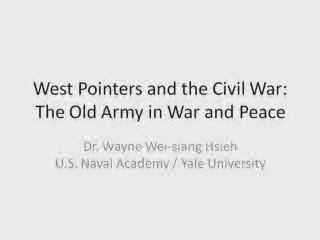 West Pointers and the Civil War:
The Old Army in War and Peace
Dr. Wayne Wei-siang Hsieh
U.S. Naval Academy / Yale University